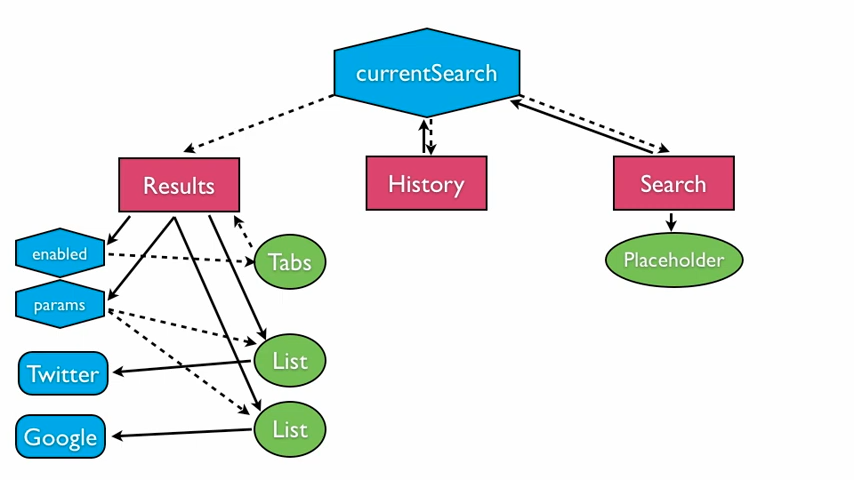 currentSearch
Results
History
Search
enabled
Tabs
Placeholder
params
List
Twitter
List
Google